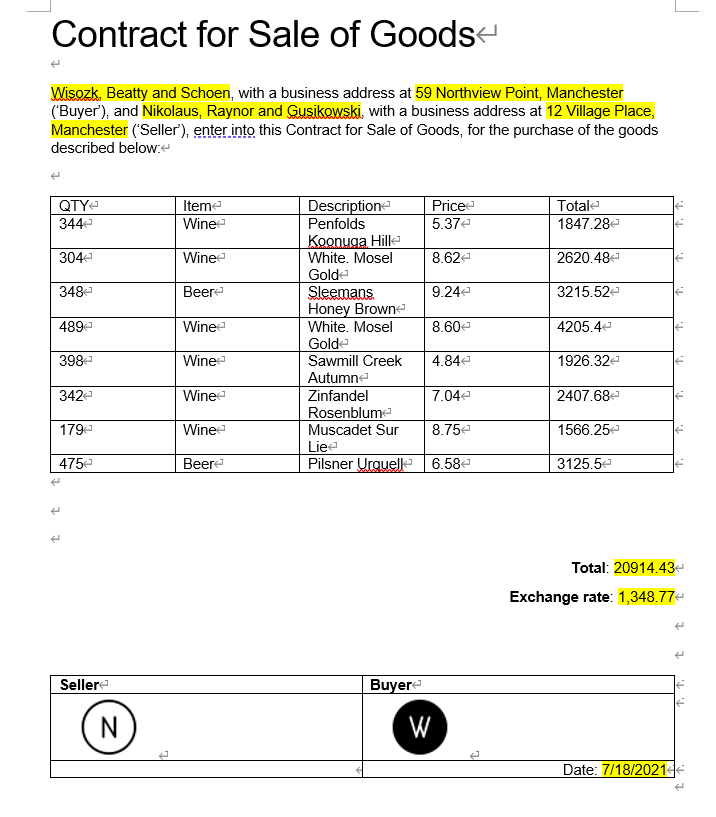 Contract for Sale of Goods
Wisozk, Beatty and Schoen, with a business address at 59 Northview Point, Manchester
(‘Buyer’), and Nikolaus, Raynor and Gusikowski, with a business address at 12 Village Place,
Manchester (‘Seller’), enter into this Contract for Sale of Goods, for the purchase of the goods
described below:
QTY Item Description Price Total
344 Wine Penfolds 5.37 1847.28
Koonuga Hill
304 Wine White. Mosel 8.62 2620.48
Gold
348 Beer Sleemans 9.24 3215.52
Honey Brown
489 Wine White. Mosel 8.60 4205.4
Gold
398 Wine Sawmill Creek 4.84 1926.32
Autumn
342 Wine Zinfandel 7.04 2407.68
Rosenblum
179 Wine Muscadet Sur 8.75 1566.25
Lie
475 Beer Pilsner Urquell 6.58 3125.5
Total: 20914.43
Exchange rate: 1,348.77
Seller Buyer
N W
Date: 7/18/2021